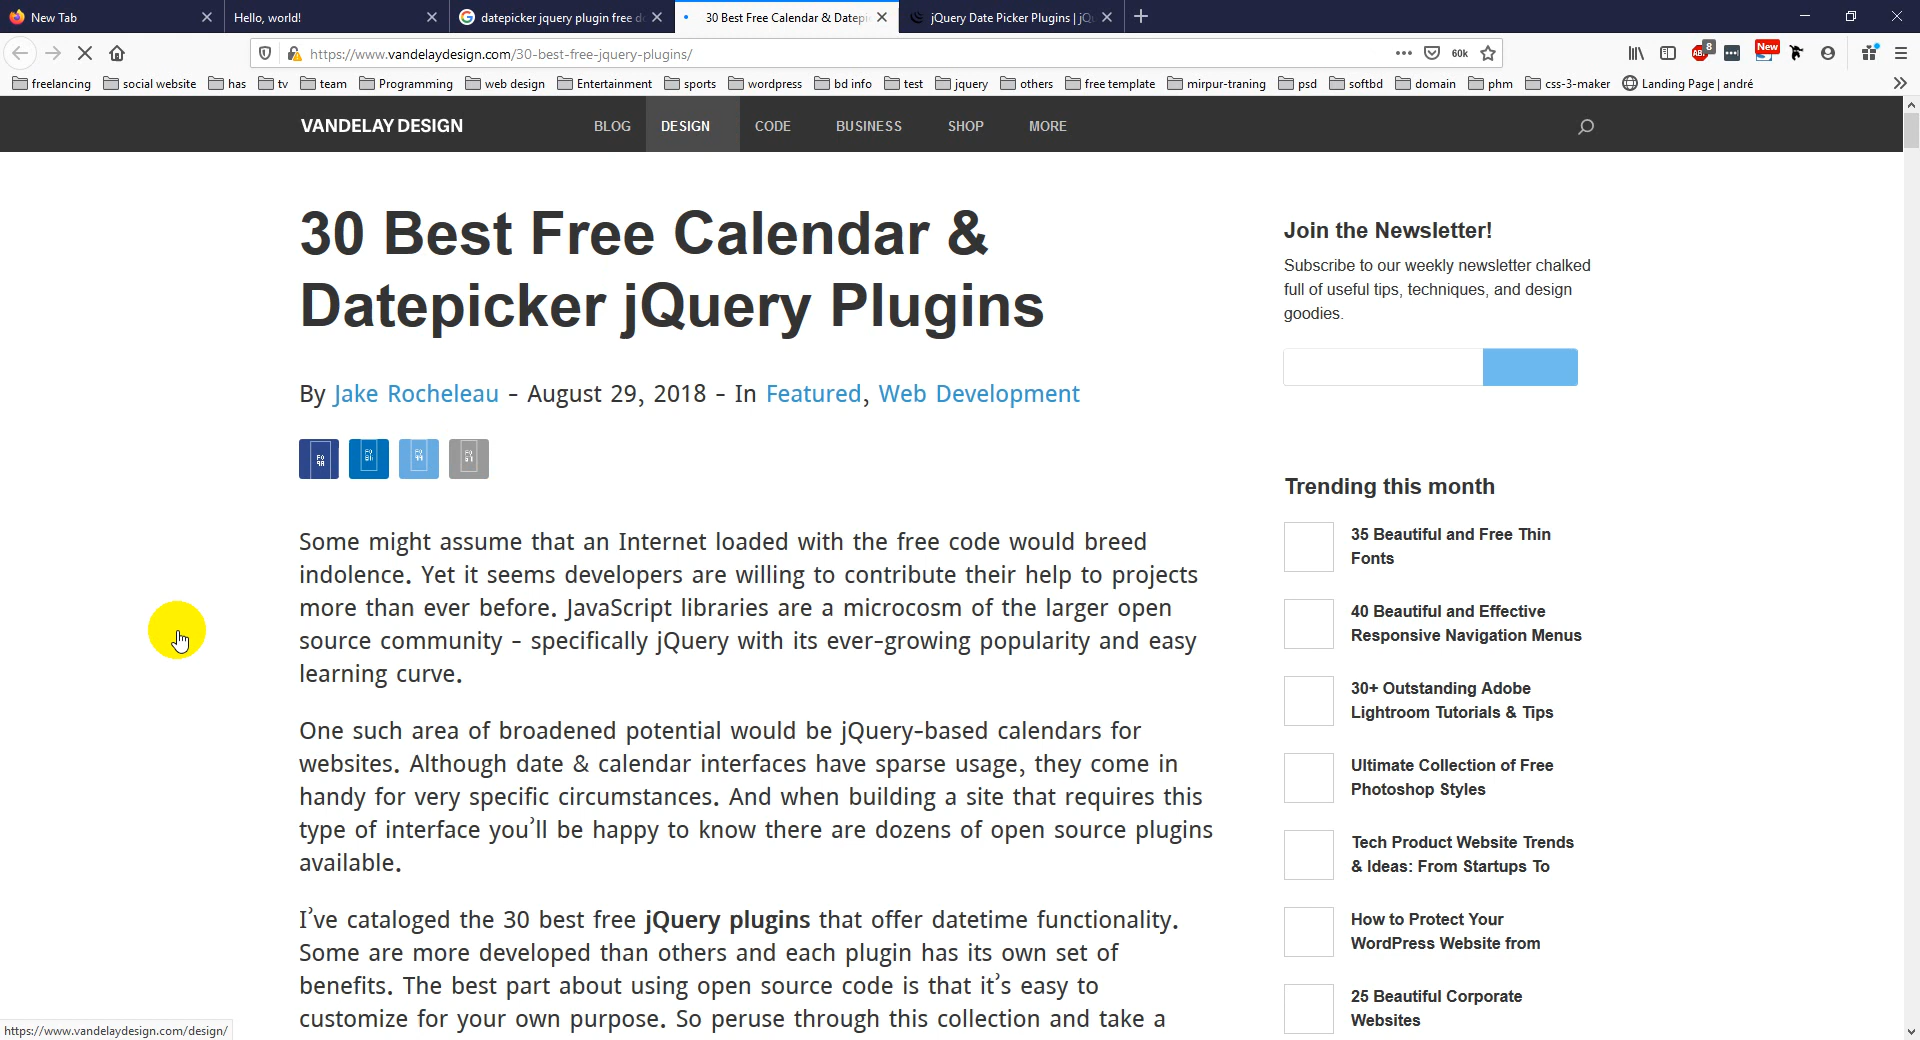 New Tab
Hello, world!
datepicker jquery plugin free d
30 Best Free Calendar & Datepi
jQuery Date Picker Plugins | jQ
https://www.vandelaydesign.com/30-best-free-jquery-plugins/
60k
8
New
freelancing
social website
has
tv
team
Programming
web design
Entertainment
sports
wordpress
bd info
test
jquery
others
free template
mirpur-traning
psd
softbd
domain
phm
css-3-maker
Landing Page | andré
VANDELAY DESIGN
BLOG
DESIGN
CODE
BUSINESS
SHOP
MORE
30 Best Free Calendar &
Datepicker jQuery Plugins
By Jake Rocheleau – August 29, 2018 – In Featured, Web Development
Some might assume that an Internet loaded with the free code would breed
indolence. Yet it seems developers are willing to contribute their help to projects
more than ever before. JavaScript libraries are a microcosm of the larger open
source community – specifically jQuery with its ever-growing popularity and easy
learning curve.
One such area of broadened potential would be jQuery-based calendars for
websites. Although date & calendar interfaces have sparse usage, they come in
handy for very specific circumstances. And when building a site that requires this
type of interface you’ll be happy to know there are dozens of open source plugins
available.
I’ve cataloged the 30 best free jQuery plugins that offer datetime functionality.
Some are more developed than others and each plugin has its own set of
benefits. The best part about using open source code is that it’s easy to
customize for your own purpose. So peruse through this collection and take a
Join the Newsletter!
Subscribe to our weekly newsletter chalked
full of useful tips, techniques, and design
goodies.
Trending this month
35 Beautiful and Free Thin
Fonts
40 Beautiful and Effective
Responsive Navigation Menus
30+ Outstanding Adobe
Lightroom Tutorials & Tips
Ultimate Collection of Free
Photoshop Styles
Tech Product Website Trends
& Ideas: From Startups To
How to Protect Your
WordPress Website from
25 Beautiful Corporate
Websites
https://www.vandelaydesign.com/design/